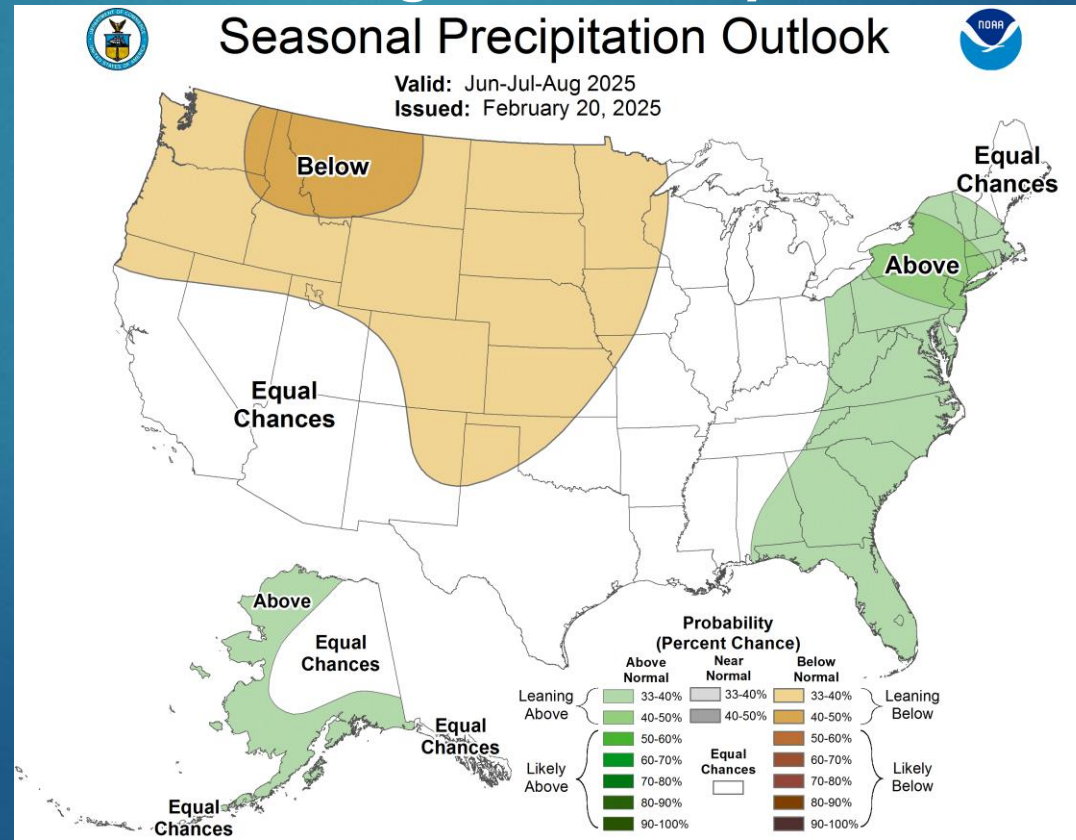 Seasonal Precipitation Outlook
NOAA
Valid: Jun-Jul-Aug 2025
Issued: February 20, 2025
Below
Equal
Chances
Above
Equal
Chances
Above
Equal
Chances
Equal
Chances
Equal
Chances
Probability
(Percent Chance)
Above
Normal
Near
Normal
Below
Normal
Leaning
Above
33-40%
33-40%
33-40%
Leaning
Below
40-50%
40-50%
40-50%
Likely
Above
50-60%
60-70%
70-80%
80-90%
90-100%
Equal
Chances
50-60%
60-70%
70-80%
80-90%
90-100%
Likely
Below